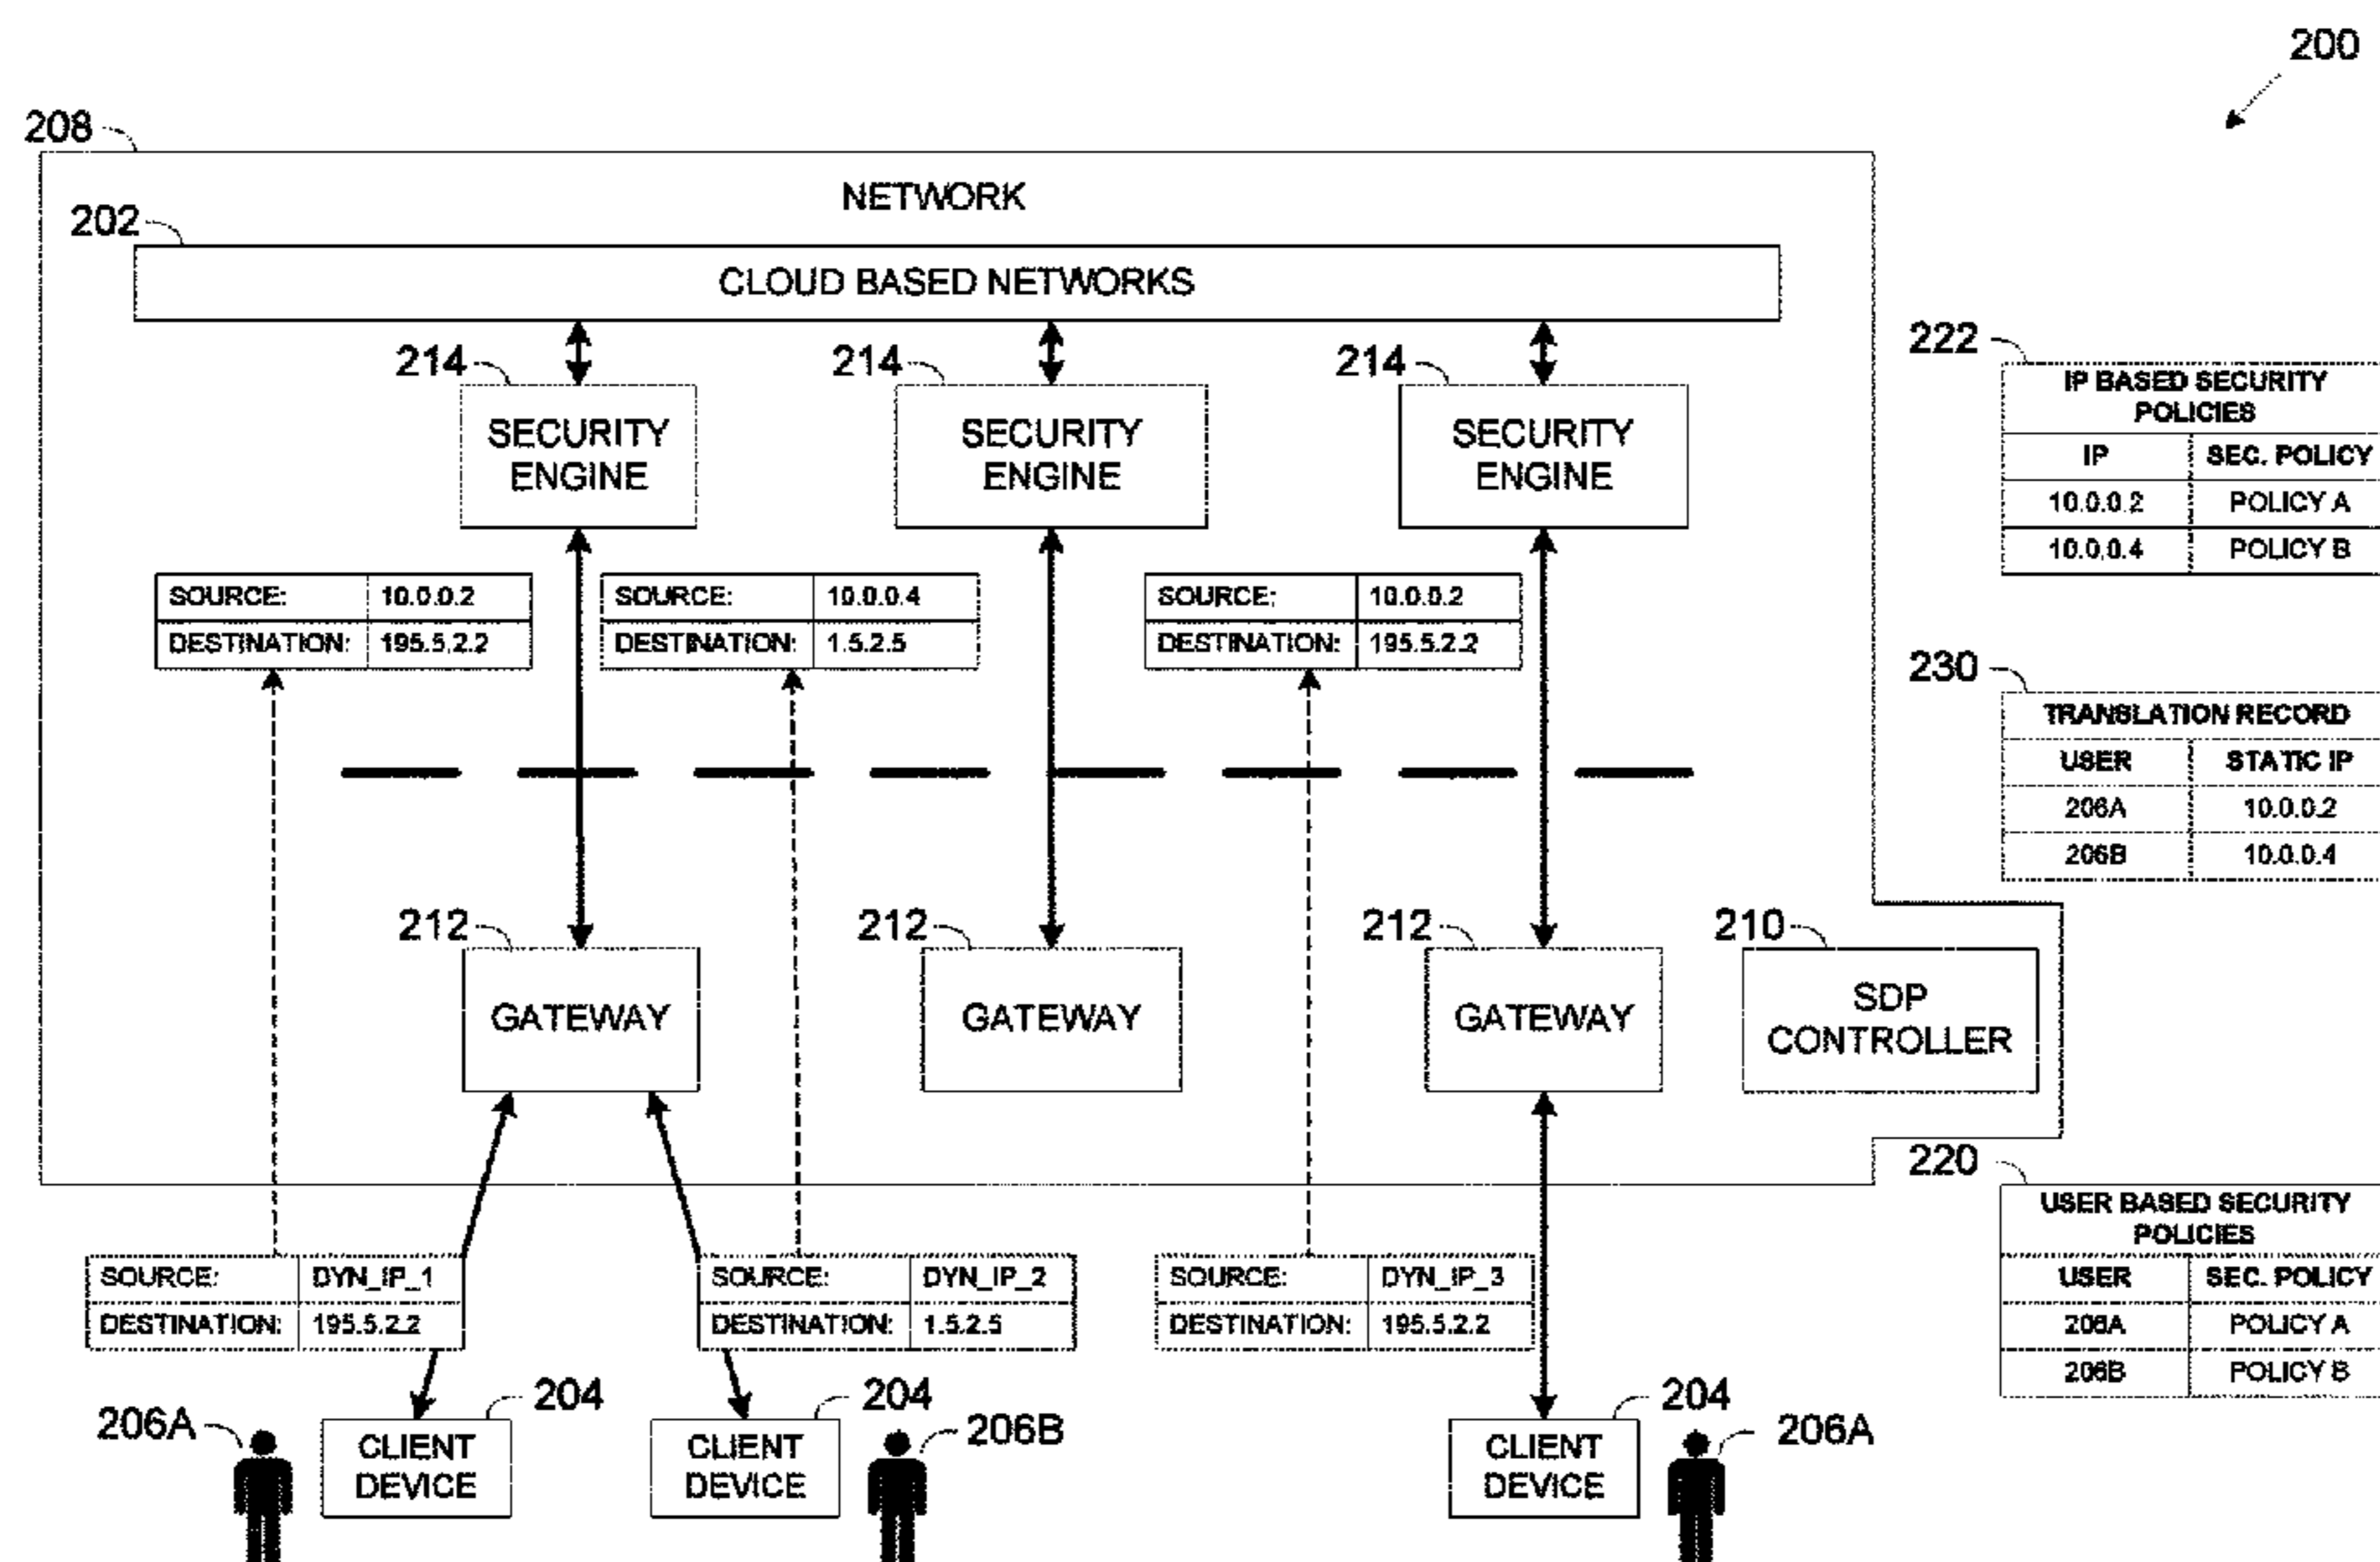 200
208
NETWORK
202
CLOUD BASED NETWORKS
214
214
214
SECURITY
ENGINE
SECURITY
ENGINE
SECURITY
ENGINE
222
IP BASED SECURITY
POLICIES
IP SEC. POLICY
10.0.0.2 POLICY A
10.0.0.4 POLICY B
SOURCE: 10.0.0.2
DESTINATION: 195.5.2.2
SOURCE: 10.0.0.4
DESTINATION: 1.5.2.5
SOURCE: 10.0.0.2
DESTINATION: 195.5.2.2
230
TRANSLATION RECORD
USER STATIC IP
206A 10.0.0.2
206B 10.0.0.4
212
212
212
210
GATEWAY
GATEWAY
GATEWAY
SDP
CONTROLLER
220
USER BASED SECURITY
POLICIES
USER SEC. POLICY
206A POLICY A
206B POLICY B
SOURCE: DYN_IP_1
DESTINATION: 195.5.2.2
SOURCE: DYN_IP_2
DESTINATION: 1.5.2.5
SOURCE: DYN_IP_3
DESTINATION: 195.5.2.2
206A
204
CLIENT
DEVICE
204
CLIENT
DEVICE
206B
204
CLIENT
DEVICE
206A